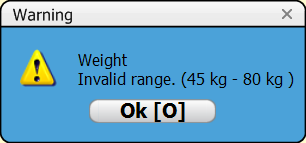 Warning
Weight
Invalid range. (45 kg - 80 kg )
Ok [O]